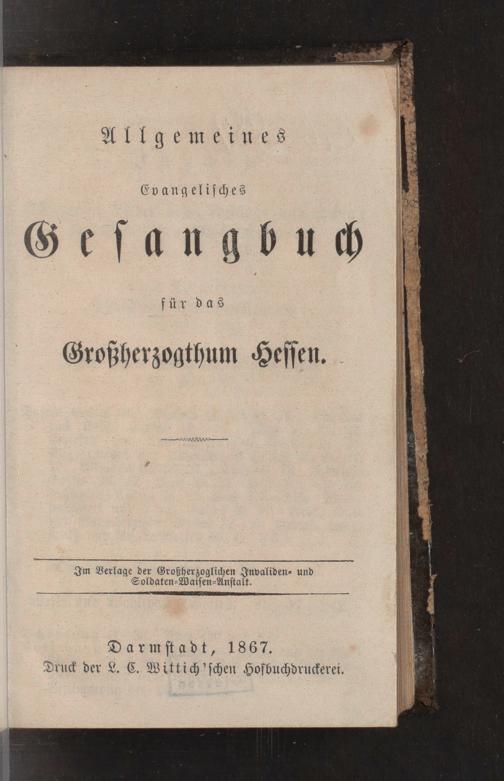 Allgemeines
Evangelisches
Gesangbuch
für das
Großherzogthum Hessen.
Im Verlage der Großherzoglichen Invaliden- und
Soldaten-Waisen-Anstalt.
Darmstadt, 1867.
Druck der L. C. Wittich'schen Hofbuchdruckerei.